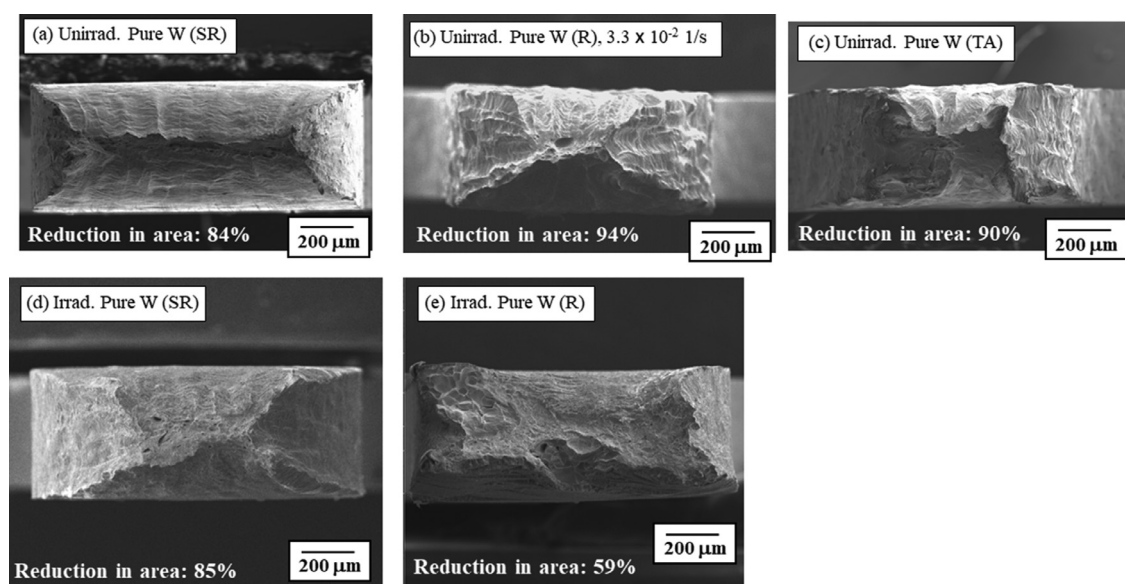 (a) Unirrad. Pure W (SR)
Reduction in area: 84%
200 µm
(b) Unirrad. Pure W (R), 3.3 x 10⁻² 1/s
Reduction in area: 94%
200 µm
(c) Unirrad. Pure W (TA)
Reduction in area: 90%
200 µm
(d) Irrad. Pure W (SR)
Reduction in area: 85%
200 µm
(e) Irrad. Pure W (R)
Reduction in area: 59%
200 µm